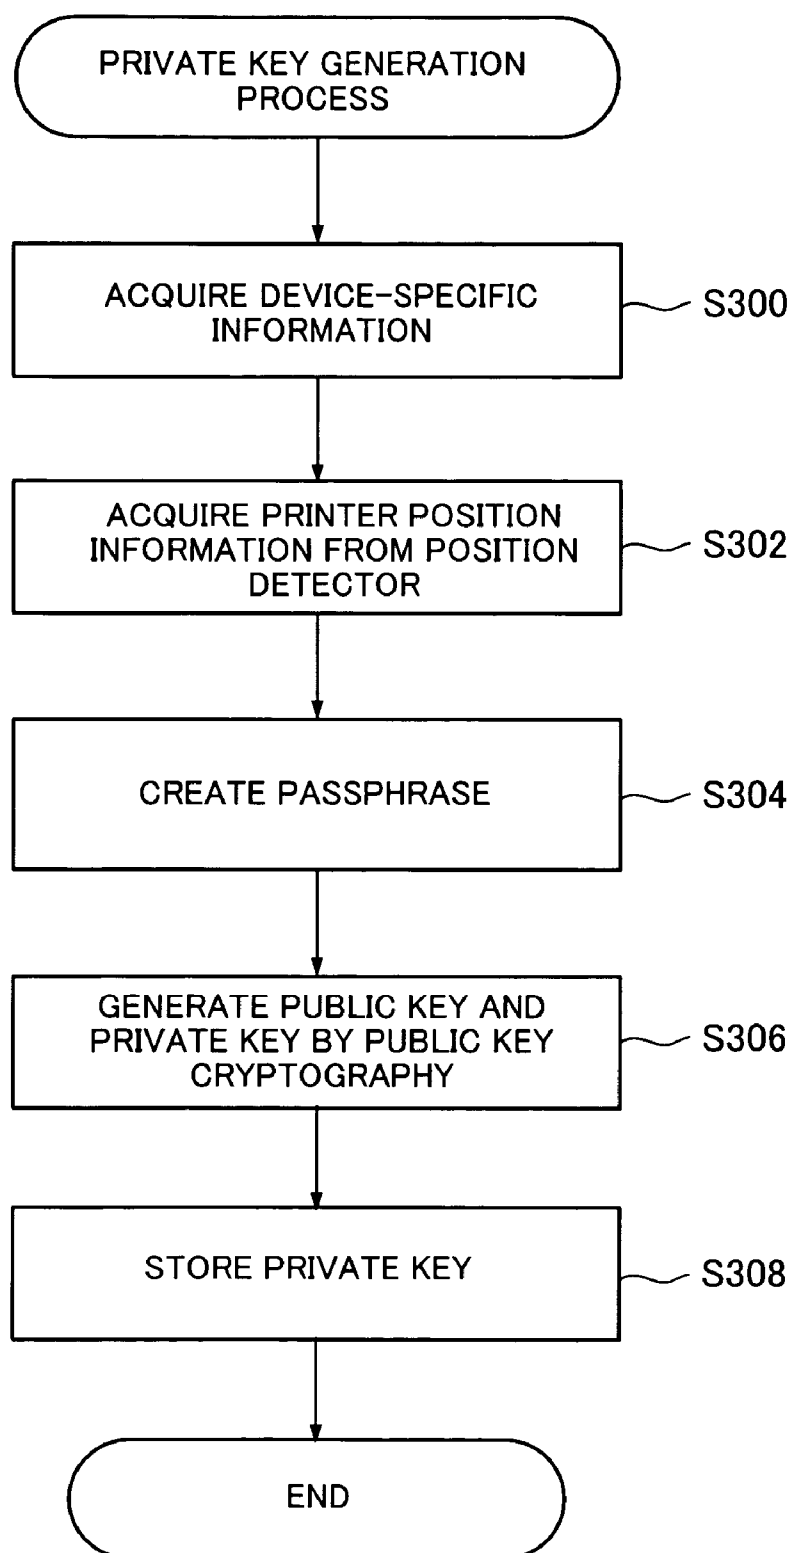 PRIVATE KEY GENERATION
PROCESS
ACQUIRE DEVICE-SPECIFIC
INFORMATION
S300
ACQUIRE PRINTER POSITION
INFORMATION FROM POSITION
DETECTOR
S302
CREATE PASSPHRASE
S304
GENERATE PUBLIC KEY AND
PRIVATE KEY BY PUBLIC KEY
CRYPTOGRAPHY
S306
STORE PRIVATE KEY
S308
END